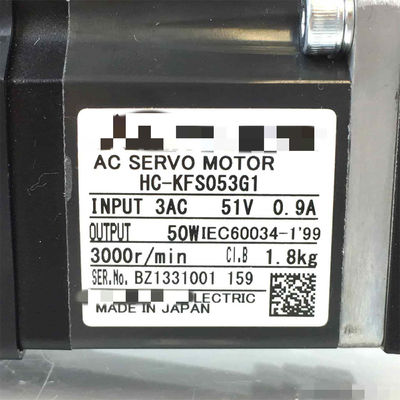 AC SERVO MOTOR
HC-KFS053G1
INPUT 3AC 51V 0.9A
OUTPUT 50W IEC60034-1'99
3000r/min Cl.B 1.8kg
SER.No. BZ1331001 159
LECTRIC
MADE IN JAPAN